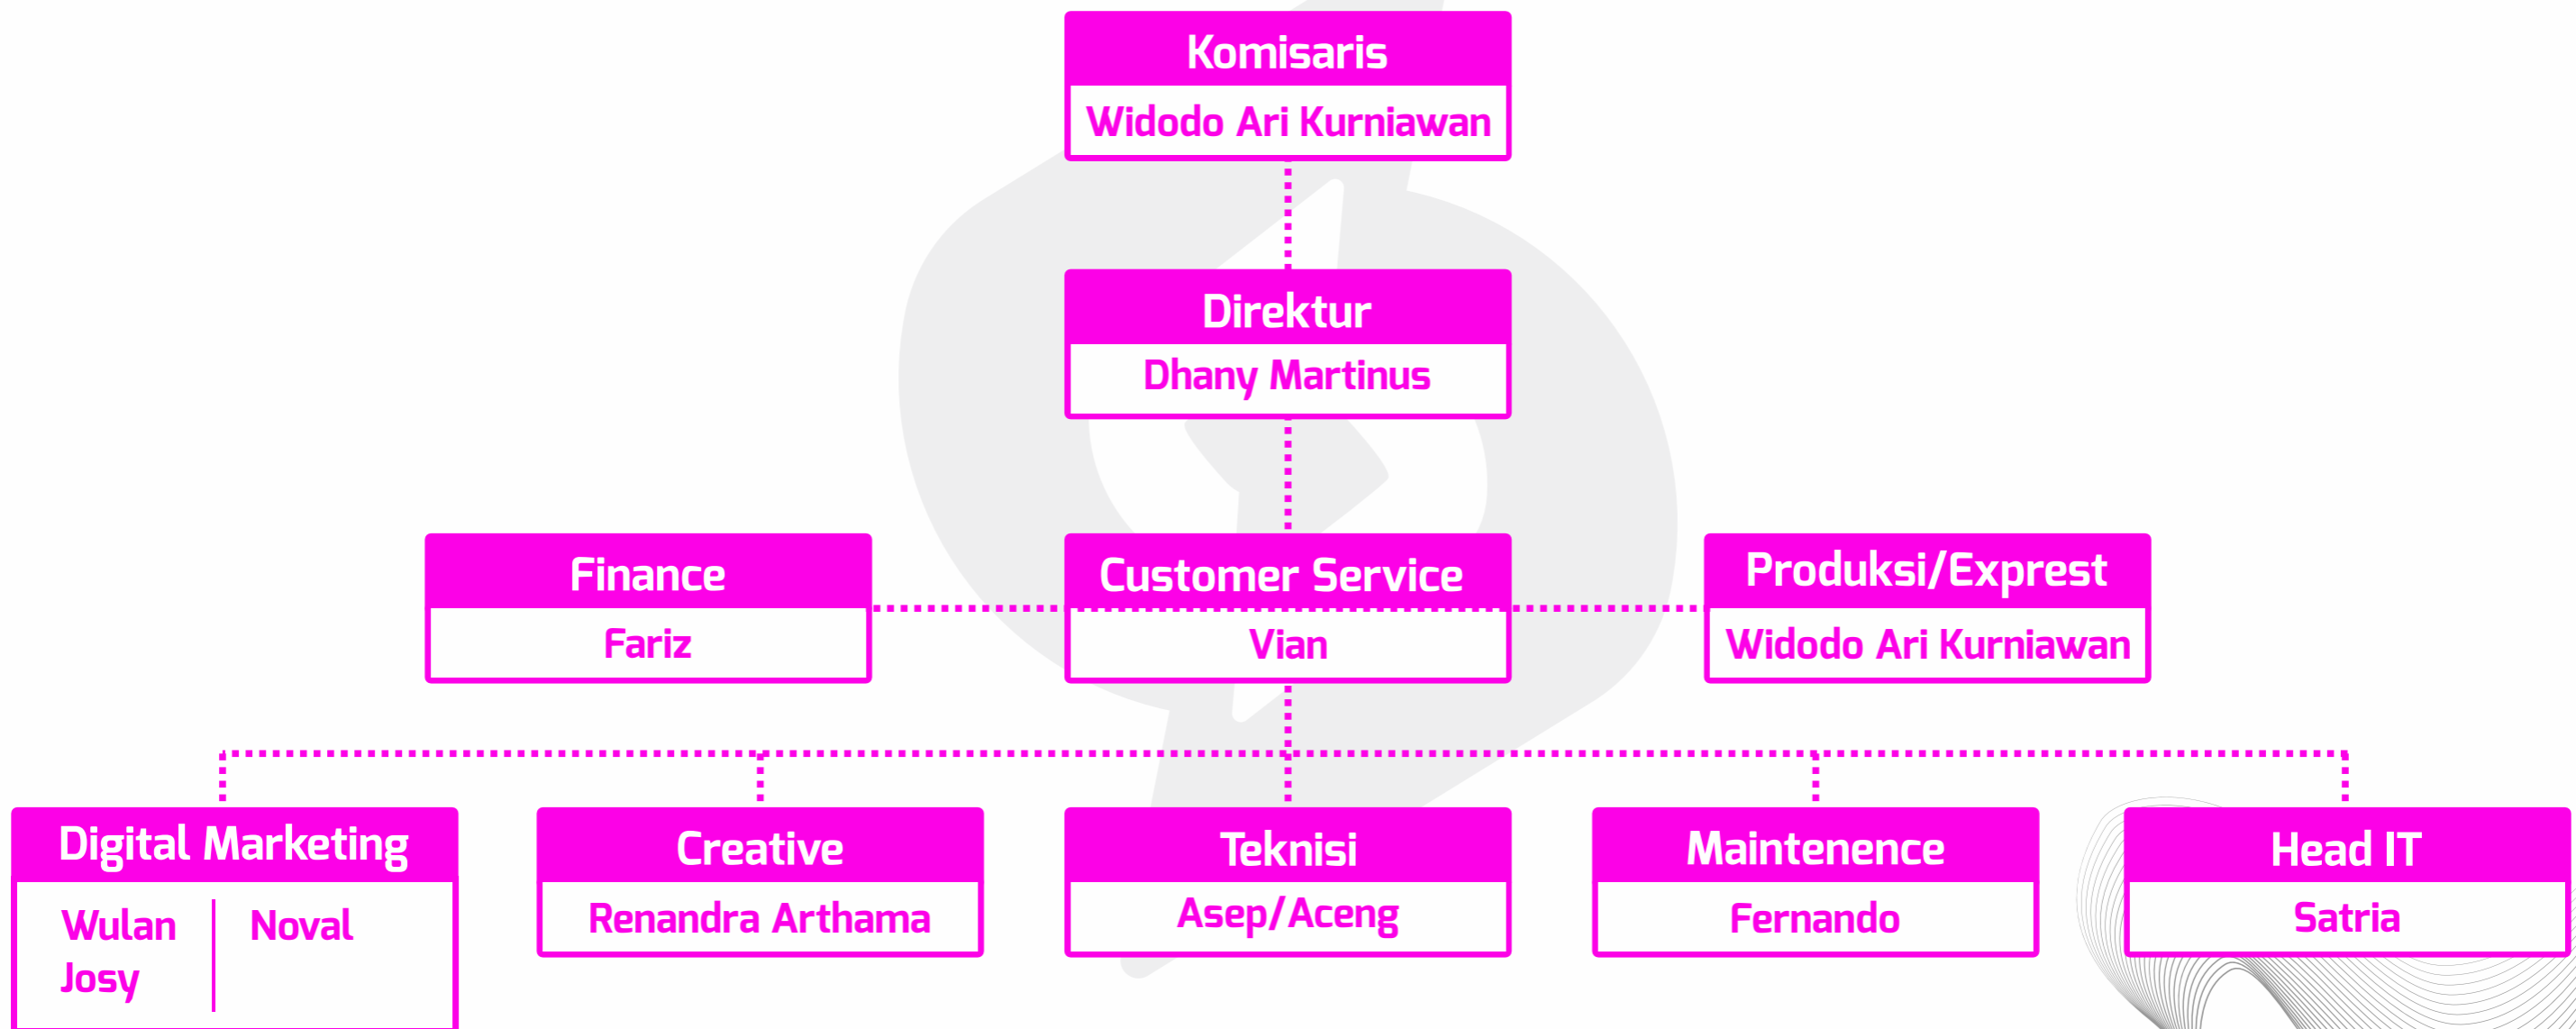 Komisaris
Widodo Ari Kurniawan
Direktur
Dhany Martinus
Finance
Fariz
Customer Service
Vian
Produksi/Exprest
Widodo Ari Kurniawan
Digital Marketing
Wulan
Josy
Noval
Creative
Renandra Arthama
Teknisi
Asep/Aceng
Maintenence
Fernando
Head IT
Satria